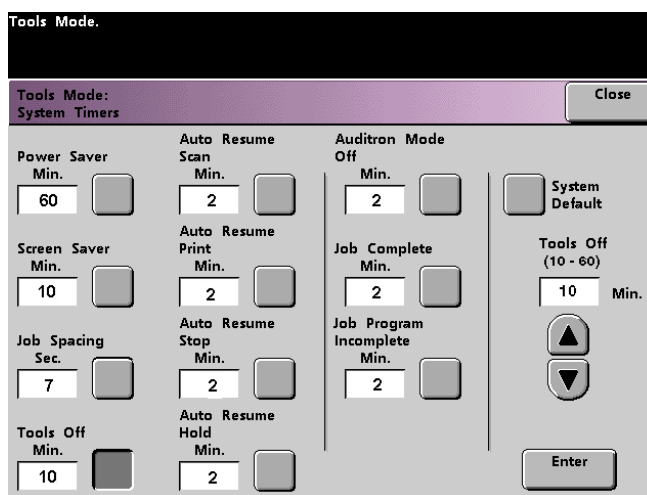 Tools Mode.
Tools Mode:
System Timers
Close
Power Saver
Min.
60
Screen Saver
Min.
10
Job Spacing
Sec.
7
Tools Off
Min.
10
Auto Resume
Scan
Min.
2
Auto Resume
Print
Min.
2
Auto Resume
Stop
Min.
2
Auto Resume
Hold
Min.
2
Auditron Mode
Off
Min.
2
Job Complete
Min.
2
Job Program
Incomplete
Min.
2
System
Default
Tools Off
(10 - 60)
10 Min.
Enter